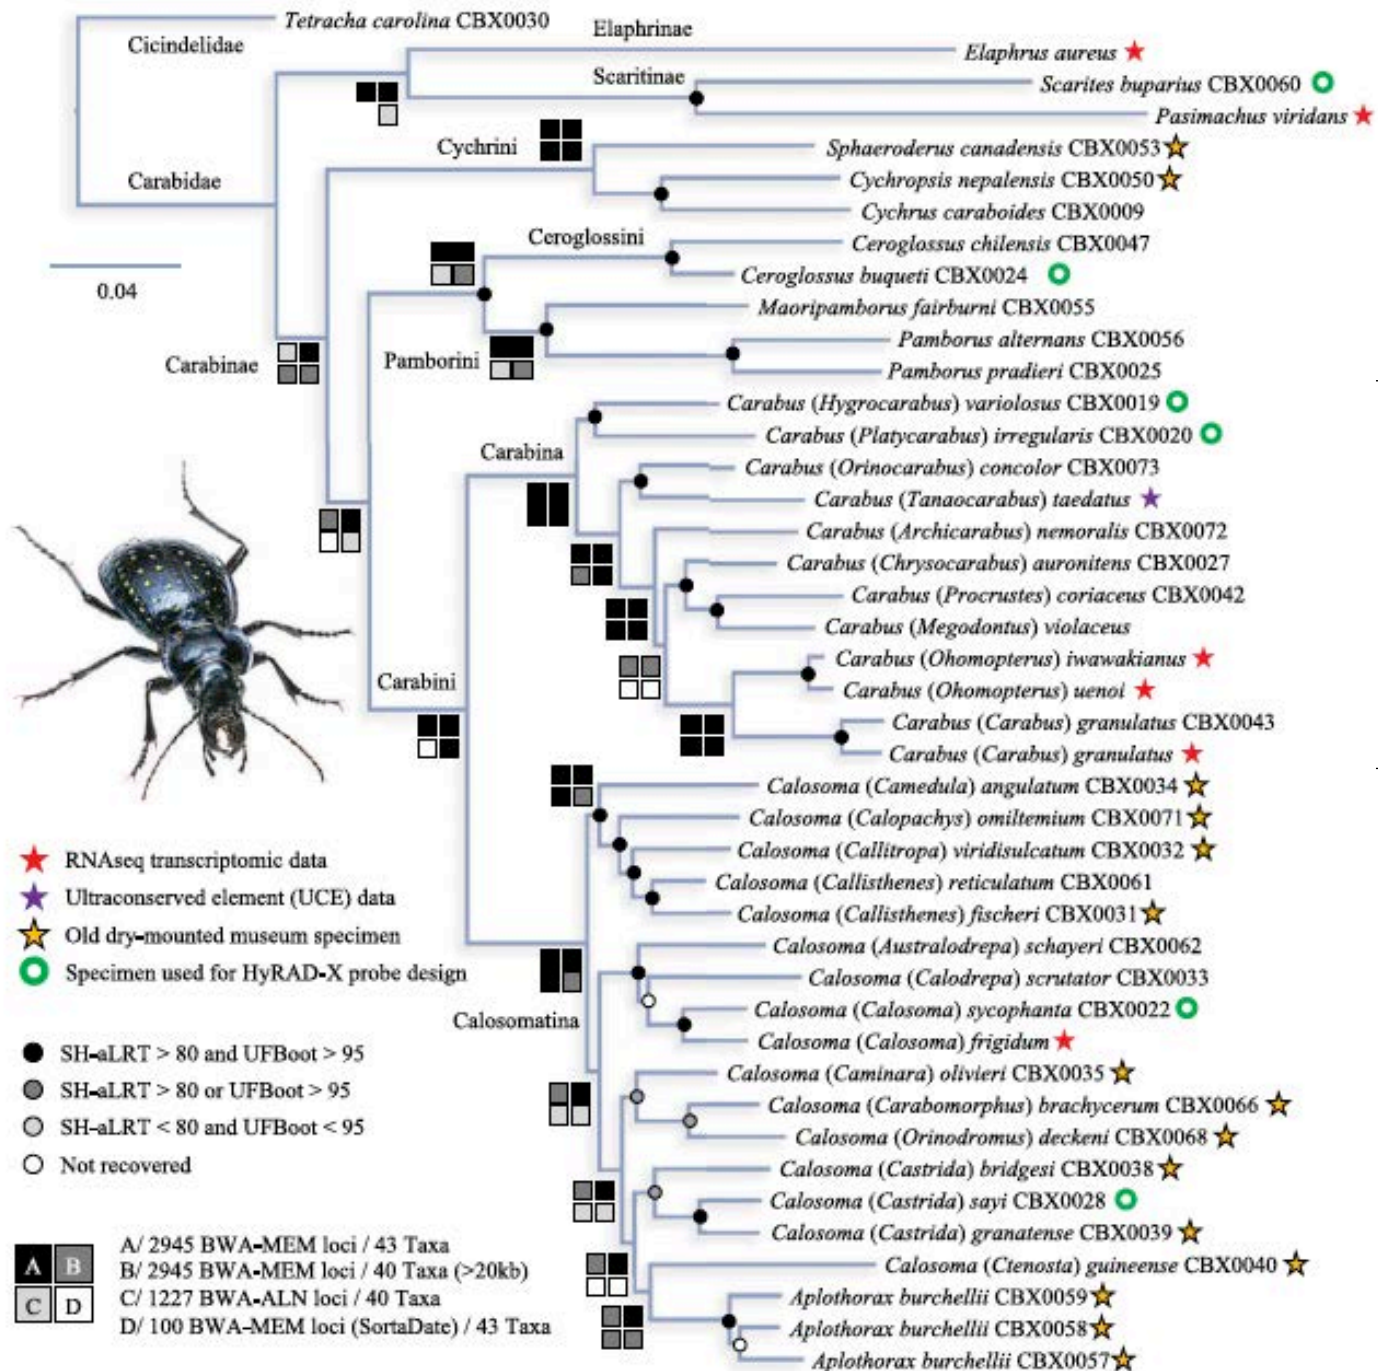 Tetracha carolina CBX0030
Cicindelidae
Elaphrinae
Elaphrus aureus
Scaritinae
Scarites buparius CBX0060
Pasimachus viridans
Cychrini
Sphaeroderus canadensis CBX0053
Carabidae
Cychropsis nepalensis CBX0050
Cychrus caraboides CBX0009
Ceroglossini
Ceroglossus chilensis CBX0047
Ceroglossus buqueti CBX0024
0.04
Maoripamborus fairburni CBX0055
Pamborus alternans CBX0056
Carabinae
Pamborini
Pamborus pradieri CBX0025
Carabus (Hygrocarabus) variolosus CBX0019
Carabus (Platycarabus) irregularis CBX0020
Carabina
Carabus (Orinocarabus) concolor CBX0073
Carabus (Tanaocarabus) taedatus
Carabus (Archicarabus) nemoralis CBX0072
Carabus (Chrysocarabus) auronitens CBX0027
Carabus (Procrustes) coriaceus CBX0042
Carabus (Megodontus) violaceus
Carabus (Ohomopterus) iwawakianus
Carabini
Carabus (Ohomopterus) uenoi
Carabus (Carabus) granulatus CBX0043
Carabus (Carabus) granulatus
Calosoma (Camedula) angulatum CBX0034
Calosoma (Calopachys) omiltemium CBX0071
Calosoma (Callitropa) viridisulcatum CBX0032
Calosoma (Callisthenes) reticulatum CBX0061
Calosoma (Callisthenes) fischeri CBX0031
Calosoma (Australodrepa) schayeri CBX0062
Calosoma (Calodrepa) scrutator CBX0033
Calosoma (Calosoma) sycophanta CBX0022
Calosomatina
Calosoma (Calosoma) frigidum
Calosoma (Caminara) olivieri CBX0035
Calosoma (Carabomorphus) brachycerum CBX0066
Calosoma (Orinodromus) deckeni CBX0068
Calosoma (Castrida) bridgesi CBX0038
Calosoma (Castrida) sayi CBX0028
Calosoma (Castrida) granatense CBX0039
Calosoma (Ctenosta) guineense CBX0040
Aplothorax burchellii CBX0059
Aplothorax burchellii CBX0058
Aplothorax burchellii CBX0057
RNAseq transcriptomic data
Ultraconserved element (UCE) data
Old dry-mounted museum specimen
Specimen used for HyRAD-X probe design
SH-aLRT > 80 and UFBoot > 95
SH-aLRT > 80 or UFBoot > 95
SH-aLRT < 80 and UFBoot < 95
Not recovered
A B
C D
A/ 2945 BWA-MEM loci / 43 Taxa
B/ 2945 BWA-MEM loci / 40 Taxa (>20kb)
C/ 1227 BWA-ALN loci / 40 Taxa
D/ 100 BWA-MEM loci (SortaDate) / 43 Taxa